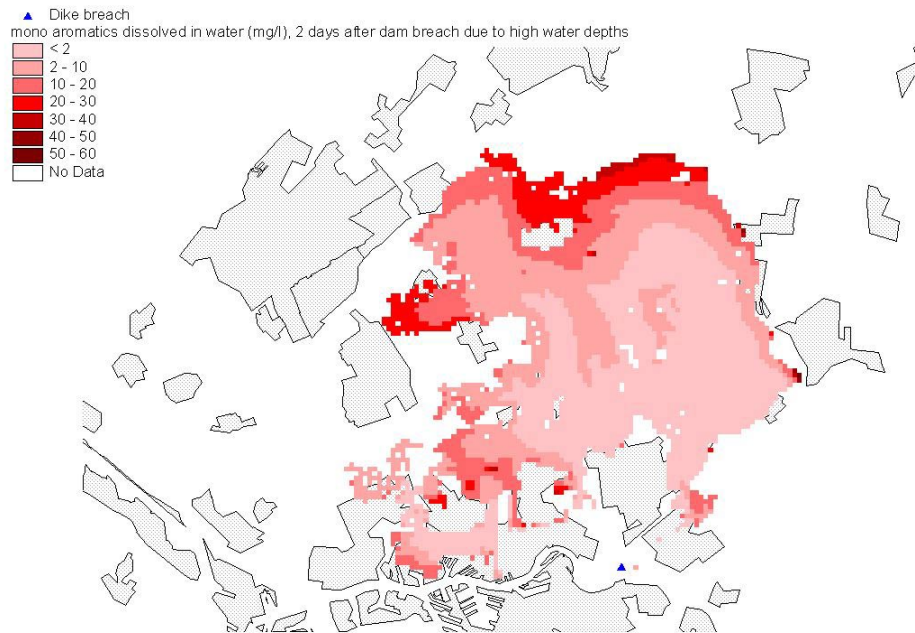 Dike breach
mono aromatics dissolved in water (mg/l), 2 days after dam breach due to high water depths
< 2
2 - 10
10 - 20
20 - 30
30 - 40
40 - 50
50 - 60
No Data